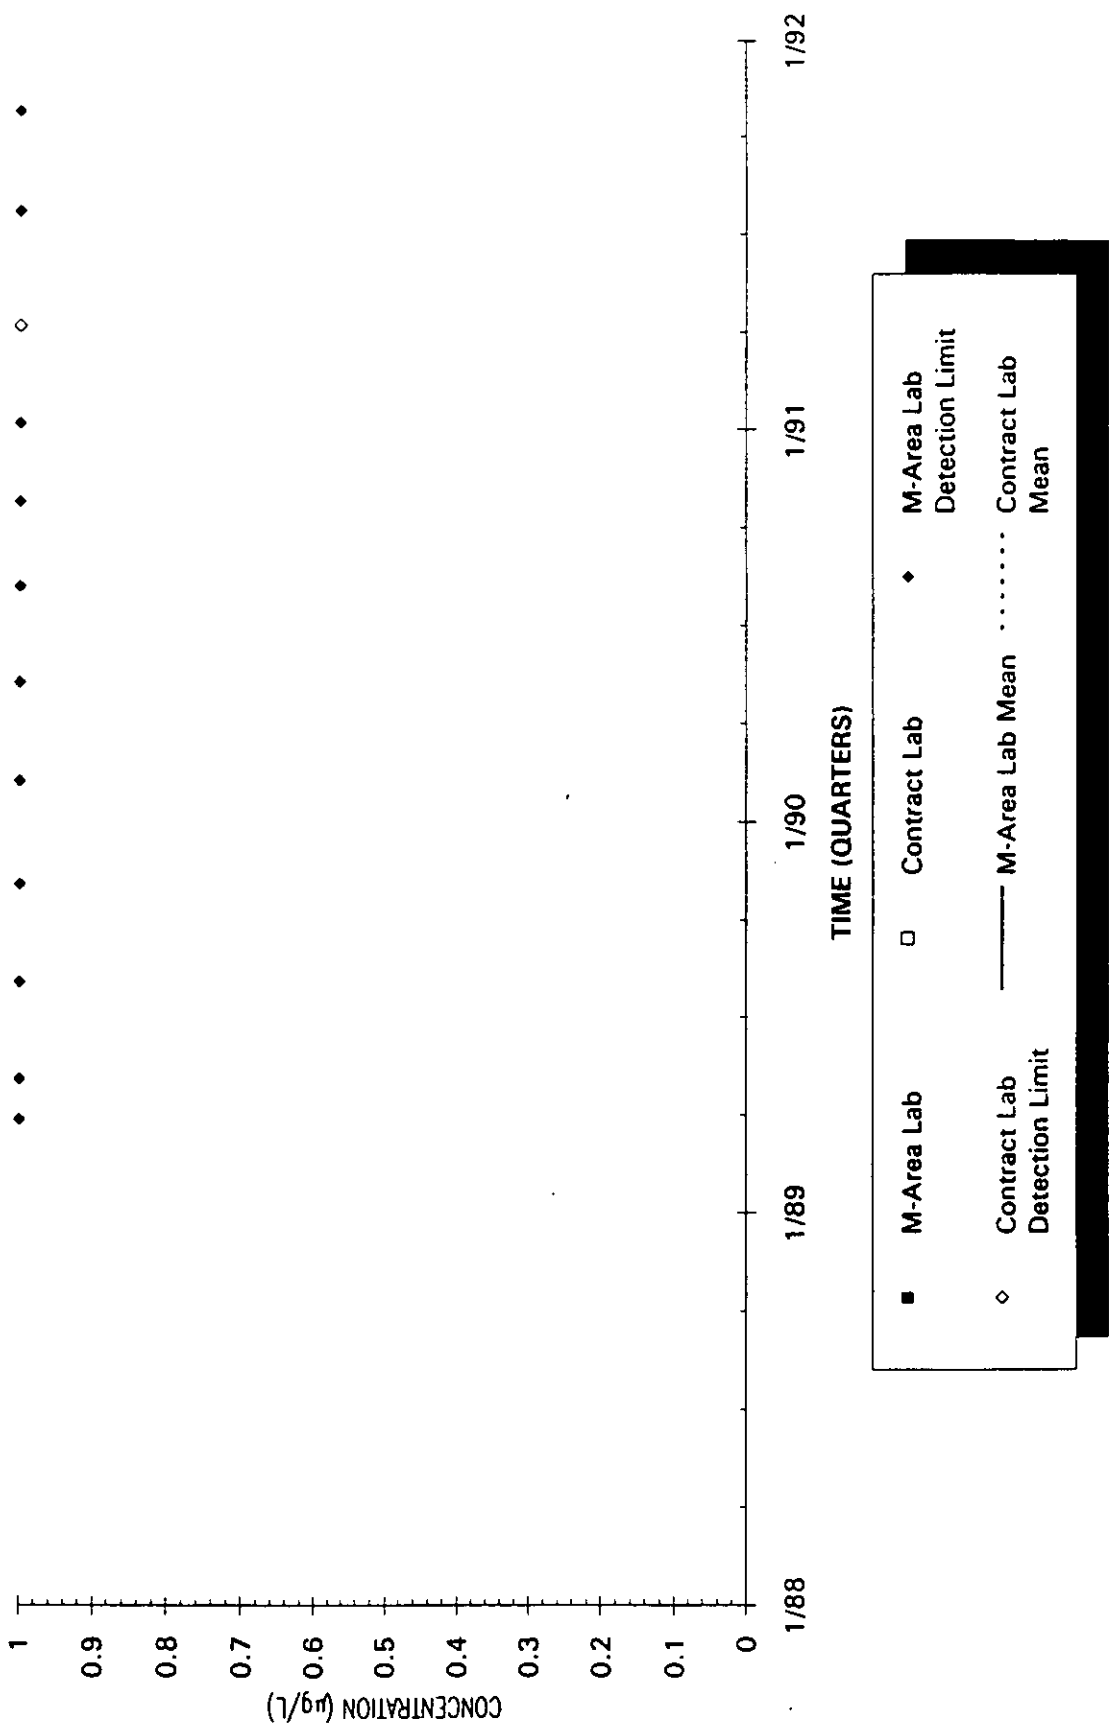 CONCENTRATION (µg/L)
1
0.9
0.8
0.7
0.6
0.5
0.4
0.3
0.2
0.1
0
1/88
1/89
1/90
1/91
1/92
TIME (QUARTERS)
M-Area Lab
Contract Lab
M-Area Lab
Detection Limit
Contract Lab
Detection Limit
M-Area Lab Mean
Contract Lab
Mean